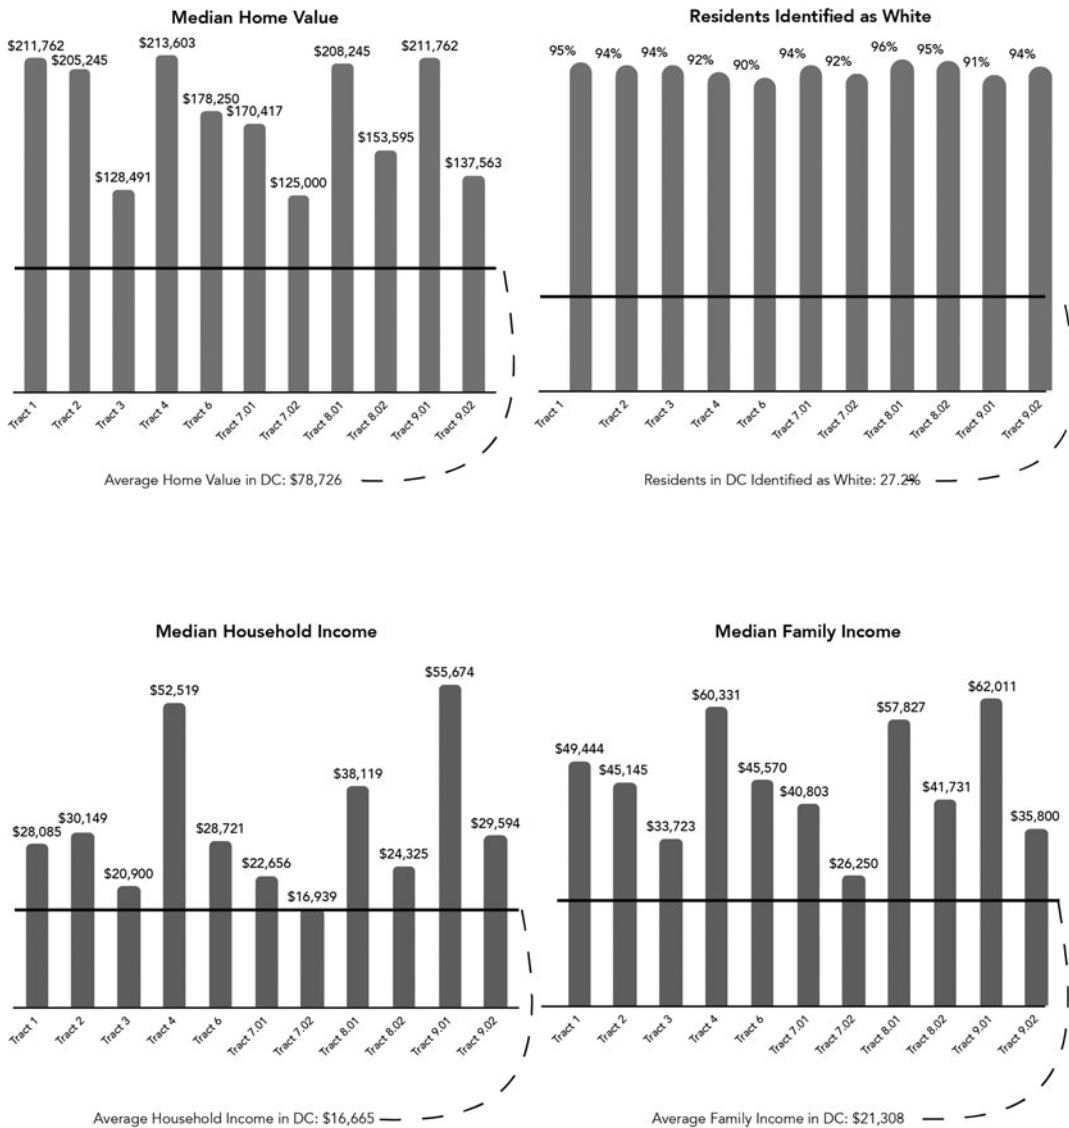 Median Home Value
$211,762
$205,245
$128,491
$213,603
$178,250
$170,417
$125,000
$208,245
$153,595
$211,762
$137,563
Tract 1
Tract 2
Tract 3
Tract 4
Tract 6
Tract 7.01
Tract 7.02
Tract 8.01
Tract 8.02
Tract 9.01
Tract 9.02
Average Home Value in DC: $78,726
Residents Identified as White
95%
94%
94%
92%
90%
94%
92%
96%
95%
91%
94%
Tract 1
Tract 2
Tract 3
Tract 4
Tract 6
Tract 7.01
Tract 7.02
Tract 8.01
Tract 8.02
Tract 9.01
Tract 9.02
Residents in DC Identified as White: 27.2%
Median Household Income
$28,085
$30,149
$20,900
$52,519
$28,721
$22,656
$16,939
$38,119
$24,325
$55,674
$29,594
Tract 1
Tract 2
Tract 3
Tract 4
Tract 6
Tract 7.01
Tract 7.02
Tract 8.01
Tract 8.02
Tract 9.01
Tract 9.02
Average Household Income in DC: $16,665
Median Family Income
$49,444
$45,145
$33,723
$60,331
$45,570
$40,803
$26,250
$57,827
$41,731
$62,011
$35,800
Tract 1
Tract 2
Tract 3
Tract 4
Tract 6
Tract 7.01
Tract 7.02
Tract 8.01
Tract 8.02
Tract 9.01
Tract 9.02
Average Family Income in DC: $21,308